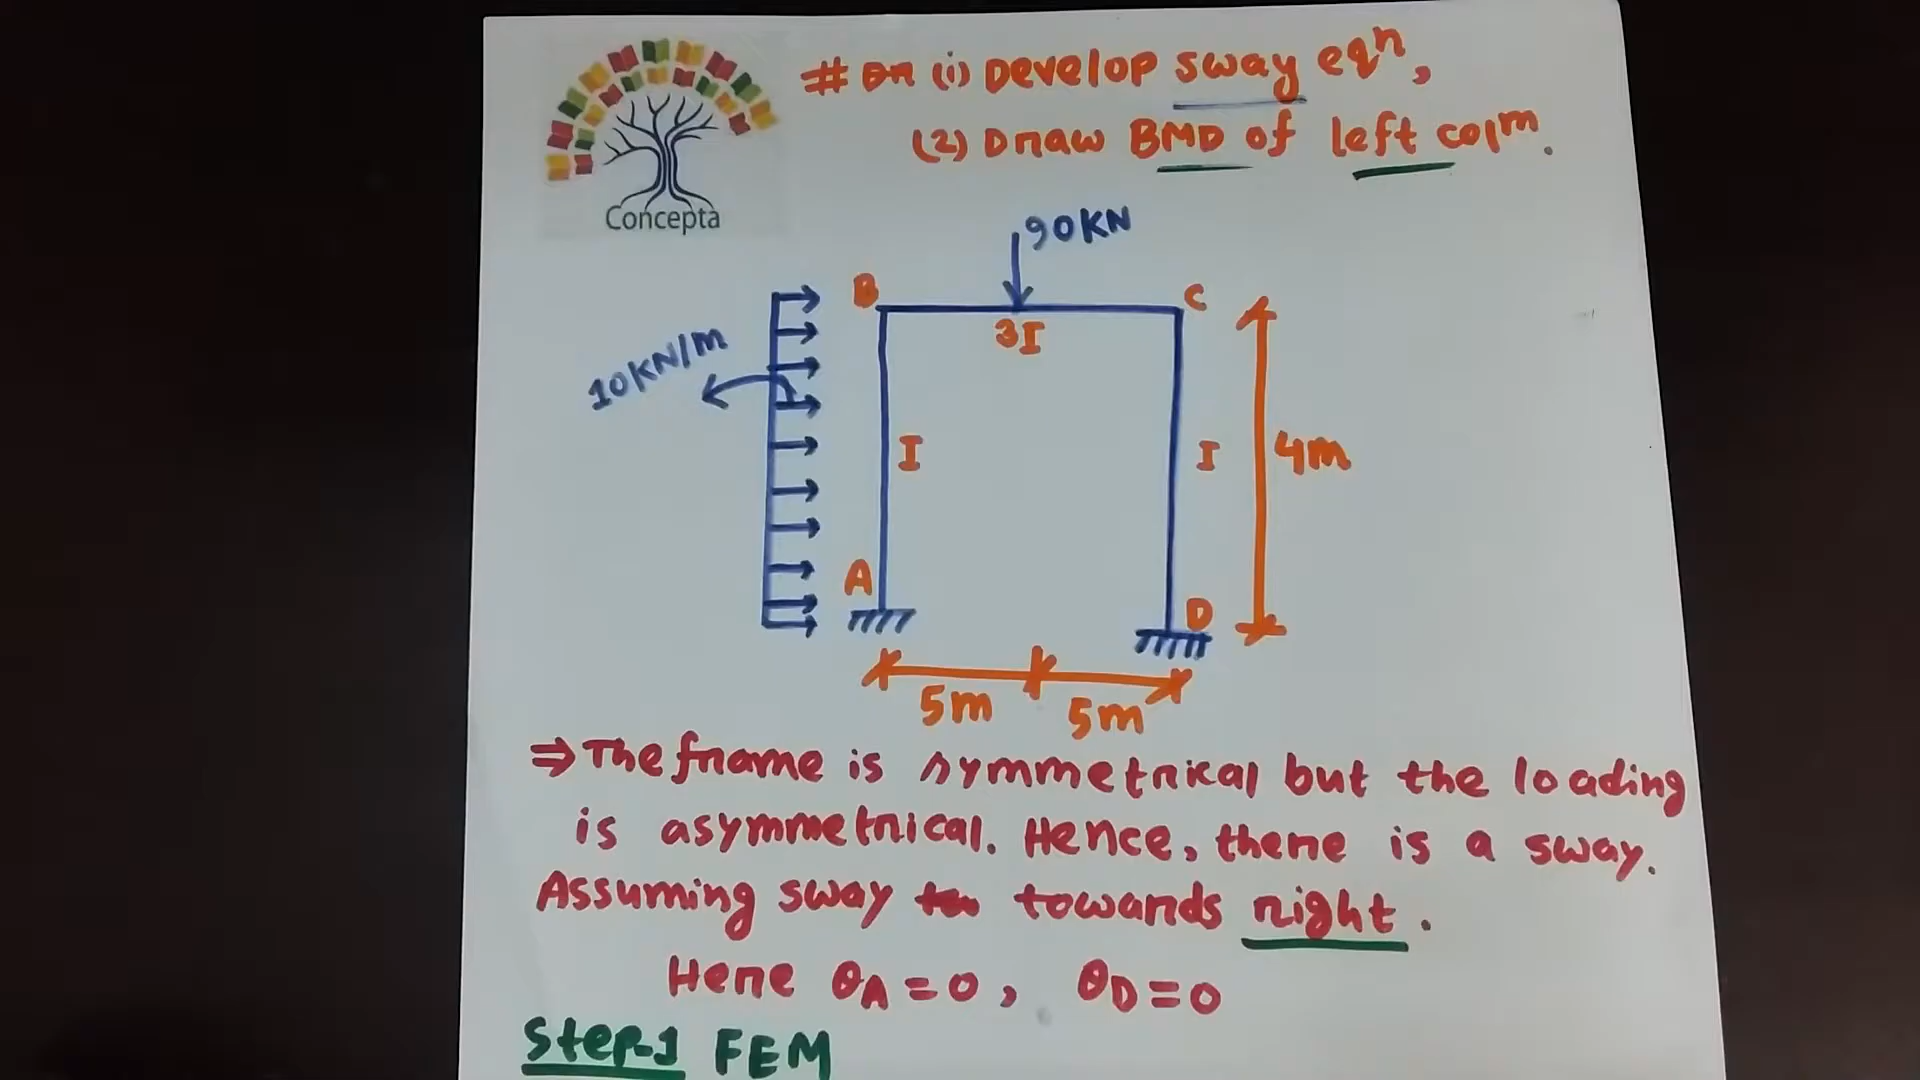 Concepta
# On (i) Develop sway eqⁿ,
(2) Draw BMD of left colᵐ.
90KN
B
C
3I
10KN/m
I
I
4m
A
D
5m
5m
⇒ The frame is symmetrical but the loading
is asymmetrical. Hence, there is a sway.
Assuming sway towards right.
Here θA = 0, θD = 0
Step-1 FEM